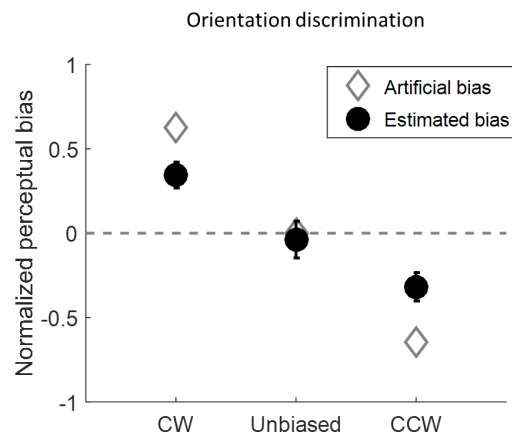 Orientation discrimination
Artificial bias
Estimated bias
Normalized perceptual bias
1
0.5
0
-0.5
-1
CW Unbiased CCW